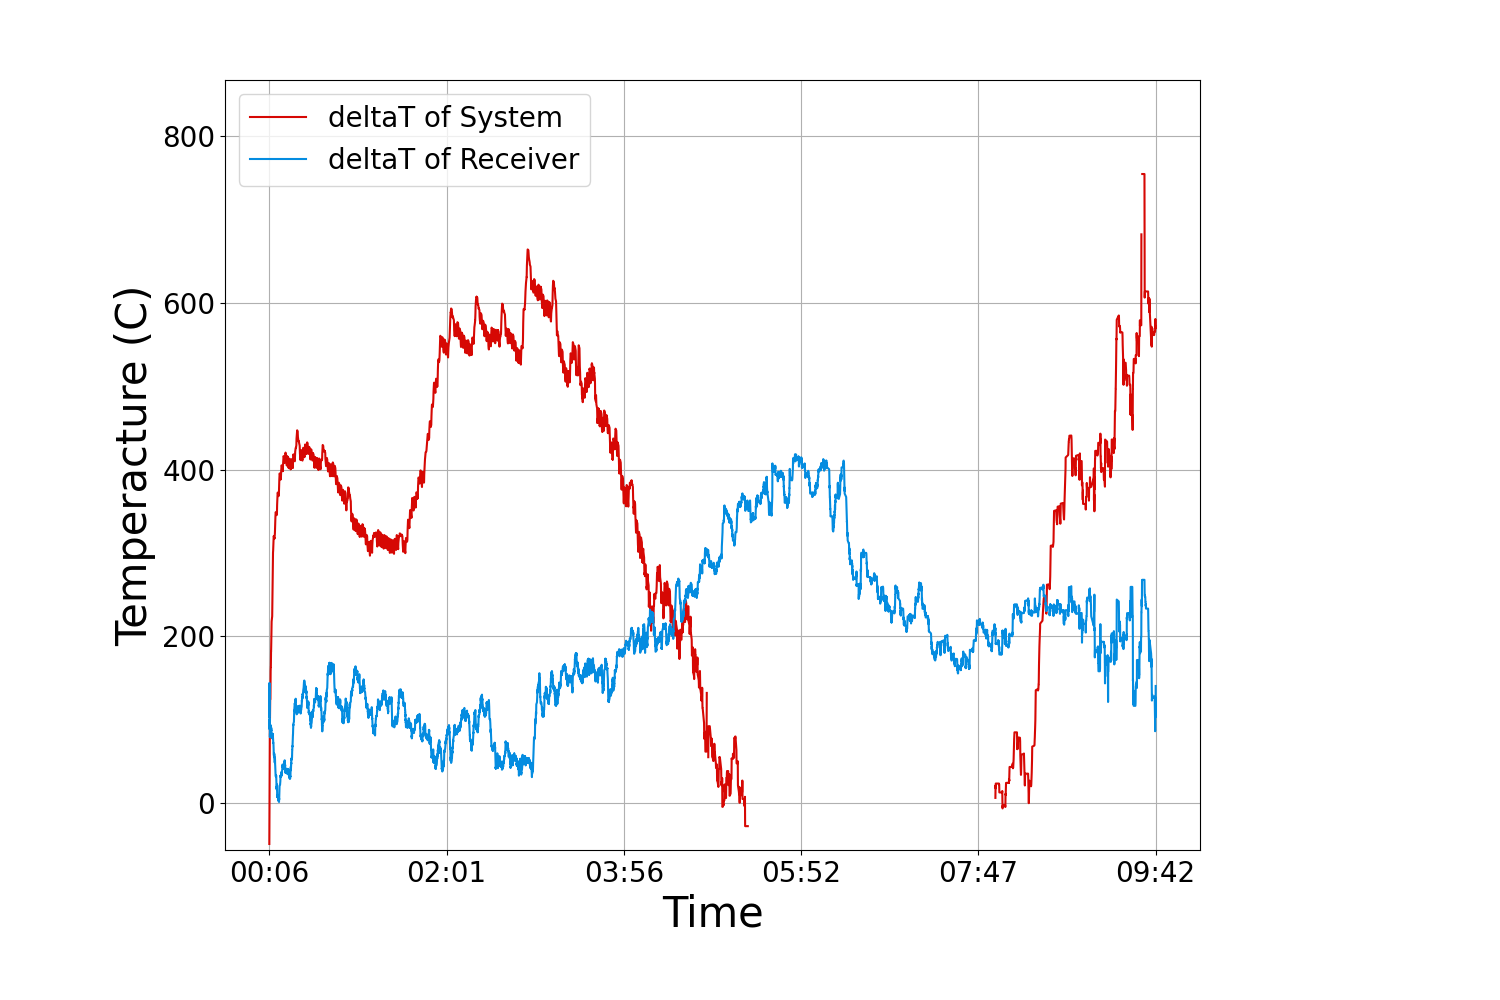 deltaT of System
deltaT of Receiver
800
600
400
200
0
Temperacture (C)
00:06 02:01 03:56 05:52 07:47 09:42
Time